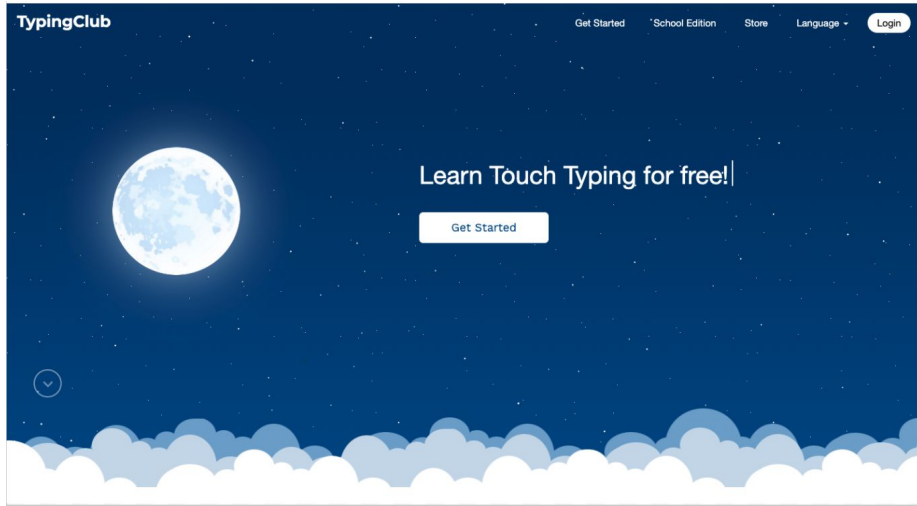 TypingClub
Get Started School Edition Store Language Login
Learn Touch Typing for free!
Get Started